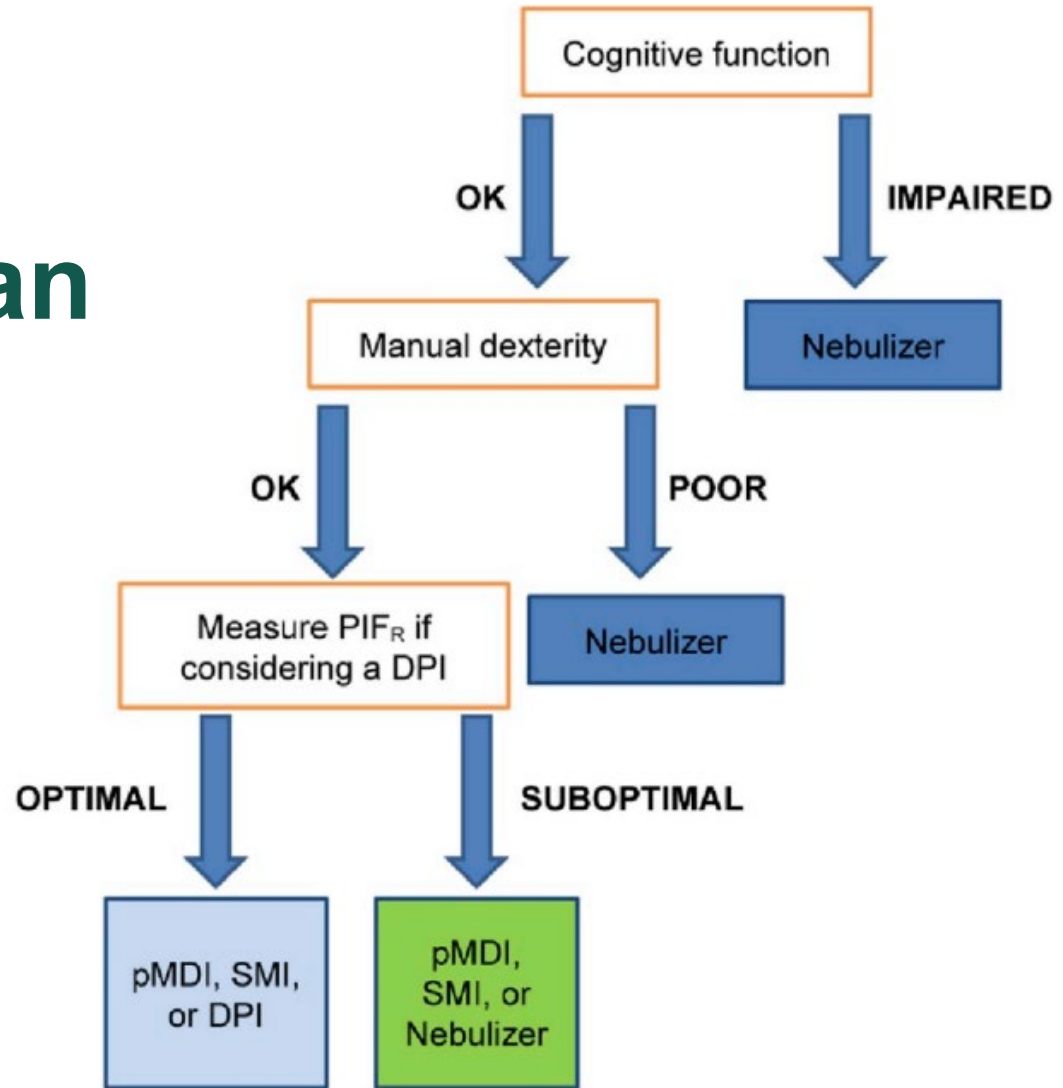 Cognitive function
OK
IMPAIRED
an
Manual dexterity
Nebulizer
OK
POOR
Measure PIFR if
considering a DPI
Nebulizer
OPTIMAL
SUBOPTIMAL
pMDI, SMI,
or DPI
pMDI,
SMI, or
Nebulizer